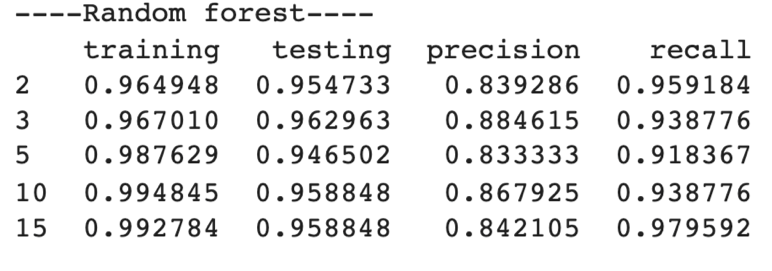 ----Random forest----
training testing precision recall
2 0.964948 0.954733 0.839286 0.959184
3 0.967010 0.962963 0.884615 0.938776
5 0.987629 0.946502 0.833333 0.918367
10 0.994845 0.958848 0.867925 0.938776
15 0.992784 0.958848 0.842105 0.979592